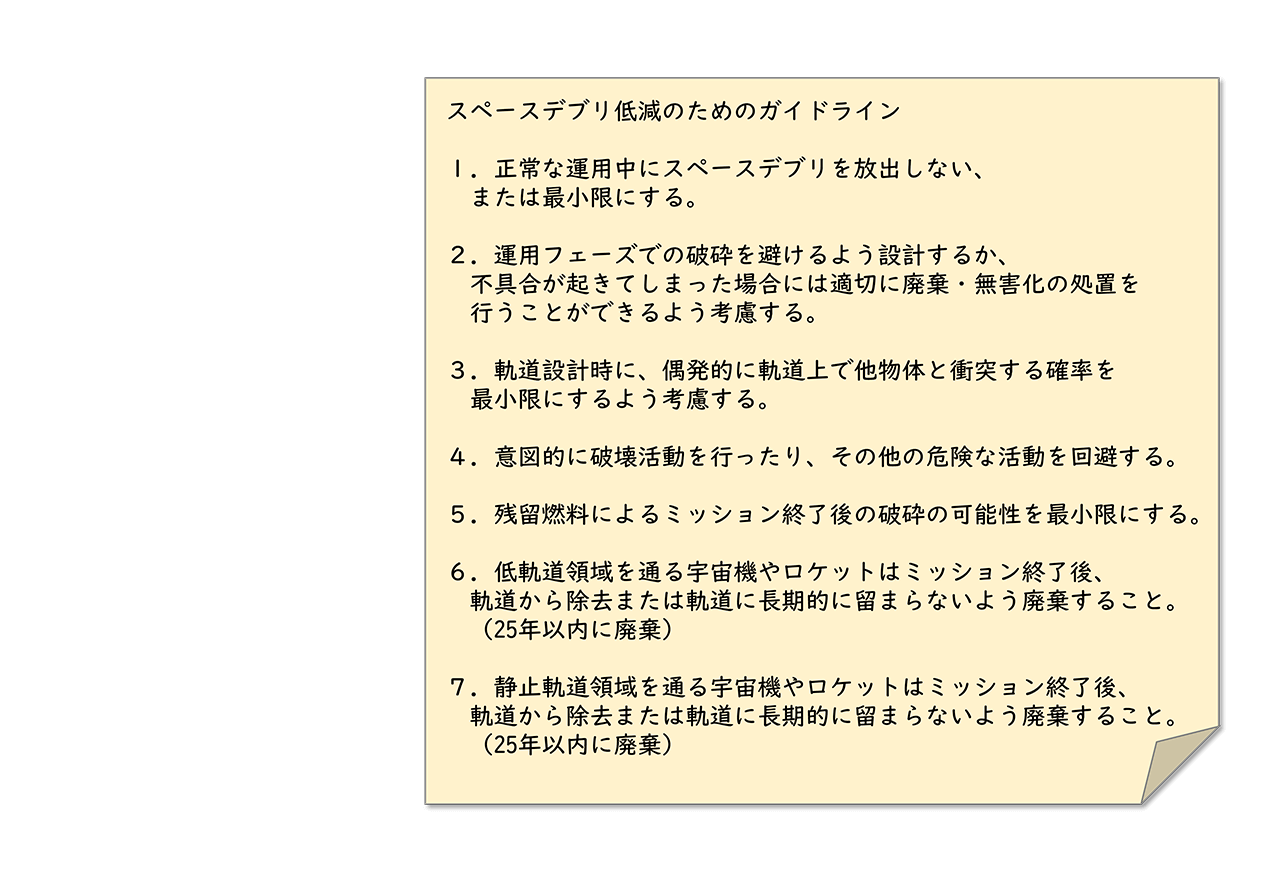 スペースデブリ低減のためのガイドライン
１．正常な運用中にスペースデブリを放出しない、
または最小限にする。
２．運用フェーズでの破砕を避けるよう設計するか、
不具合が起きてしまった場合には適切に廃棄・無害化の処置を
行うことができるよう考慮する。
３．軌道設計時に、偶発的に軌道上で他物体と衝突する確率を
最小限にするよう考慮する。
４．意図的に破壊活動を行ったり、その他の危険な活動を回避する。
５．残留燃料によるミッション終了後の破砕の可能性を最小限にする。
６．低軌道領域を通る宇宙機やロケットはミッション終了後、
軌道から除去または軌道に長期的に留まらないよう廃棄すること。
（25年以内に廃棄）
７．静止軌道領域を通る宇宙機やロケットはミッション終了後、
軌道から除去または軌道に長期的に留まらないよう廃棄すること。
（25年以内に廃棄）